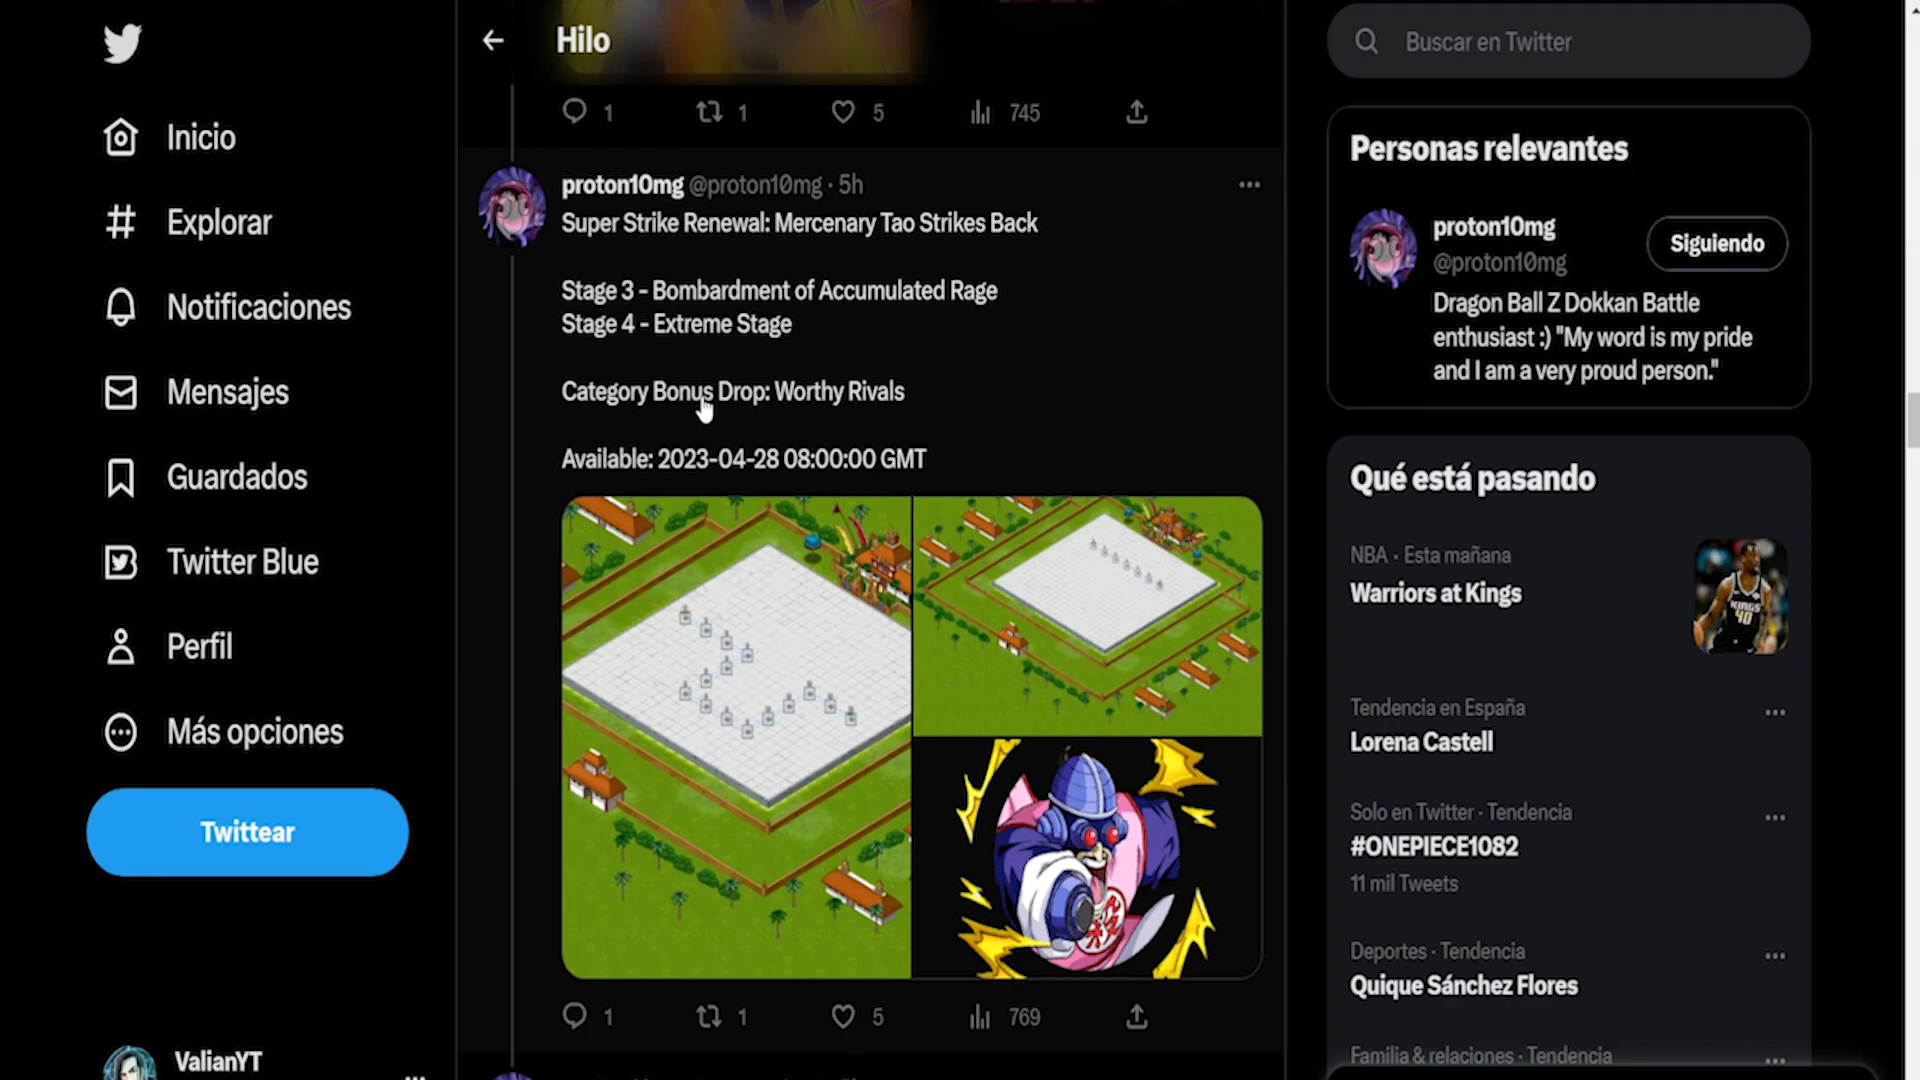 Inicio
Explorar
Notificaciones
Mensajes
Guardados
Twitter Blue
Perfil
Más opciones
Twittear
ValianYT
Hilo
1 1 5 745
proton10mg @proton10mg · 5h
Super Strike Renewal: Mercenary Tao Strikes Back
Stage 3 - Bombardment of Accumulated Rage
Stage 4 - Extreme Stage
Category Bonus Drop: Worthy Rivals
Available: 2023-04-28 08:00:00 GMT
殺
1 1 5 769
Buscar en Twitter
Personas relevantes
proton10mg
@proton10mg
Siguiendo
Dragon Ball Z Dokkan Battle
enthusiast :) "My word is my pride
and I am a very proud person."
Qué está pasando
NBA · Esta mañana
Warriors at Kings
KINGS
40
Tendencia en España
Lorena Castell
Solo en Twitter · Tendencia
#ONEPIECE1082
11 mil Tweets
Deportes · Tendencia
Quique Sánchez Flores
Familia & relaciones · Tendencia